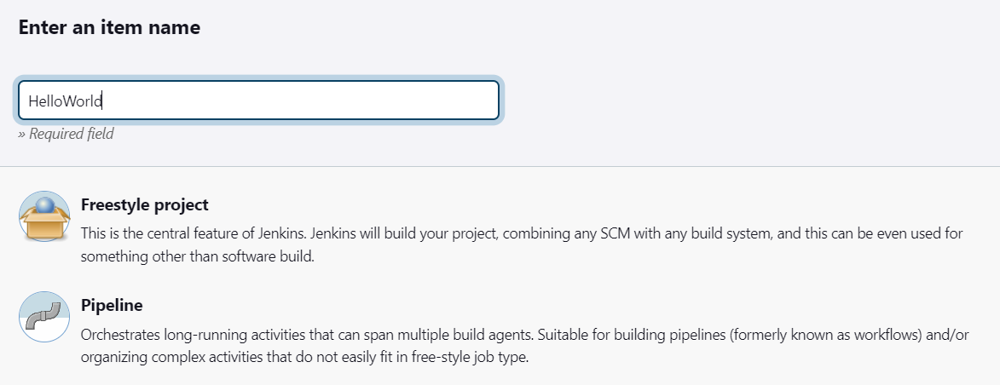 Enter an item name
HelloWorld
» Required field
Freestyle project
This is the central feature of Jenkins. Jenkins will build your project, combining any SCM with any build system, and this can be even used for
something other than software build.
Pipeline
Orchestrates long-running activities that can span multiple build agents. Suitable for building pipelines (formerly known as workflows) and/or
organizing complex activities that do not easily fit in free-style job type.